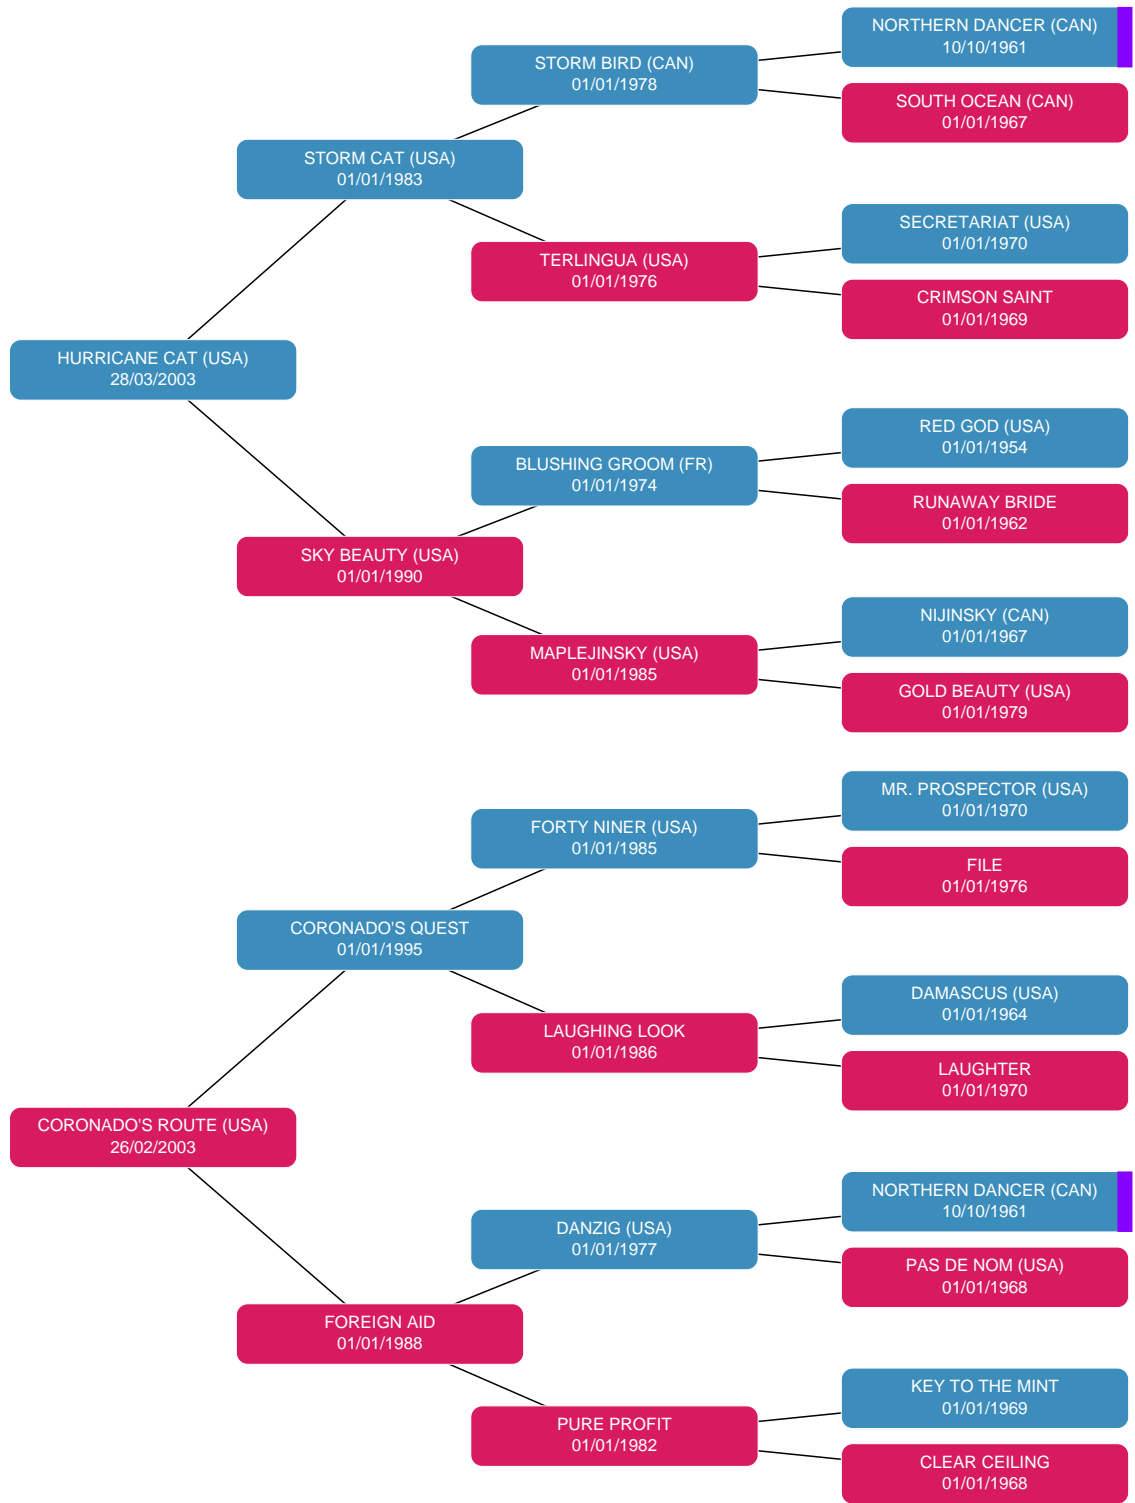 NORTHERN DANCER (CAN)
10/10/1961
STORM BIRD (CAN)
01/01/1978
SOUTH OCEAN (CAN)
01/01/1967
STORM CAT (USA)
01/01/1983
SECRETARIAT (USA)
01/01/1970
TERLINGUA (USA)
01/01/1976
CRIMSON SAINT
01/01/1969
HURRICANE CAT (USA)
28/03/2003
RED GOD (USA)
01/01/1954
BLUSHING GROOM (FR)
01/01/1974
RUNAWAY BRIDE
01/01/1962
SKY BEAUTY (USA)
01/01/1990
NIJINSKY (CAN)
01/01/1967
MAPLEJINSKY (USA)
01/01/1985
GOLD BEAUTY (USA)
01/01/1979
MR. PROSPECTOR (USA)
01/01/1970
FORTY NINER (USA)
01/01/1985
FILE
01/01/1976
CORONADO'S QUEST
01/01/1995
DAMASCUS (USA)
01/01/1964
LAUGHING LOOK
01/01/1986
LAUGHTER
01/01/1970
CORONADO'S ROUTE (USA)
26/02/2003
NORTHERN DANCER (CAN)
10/10/1961
DANZIG (USA)
01/01/1977
PAS DE NOM (USA)
01/01/1968
FOREIGN AID
01/01/1988
KEY TO THE MINT
01/01/1969
PURE PROFIT
01/01/1982
CLEAR CEILING
01/01/1968